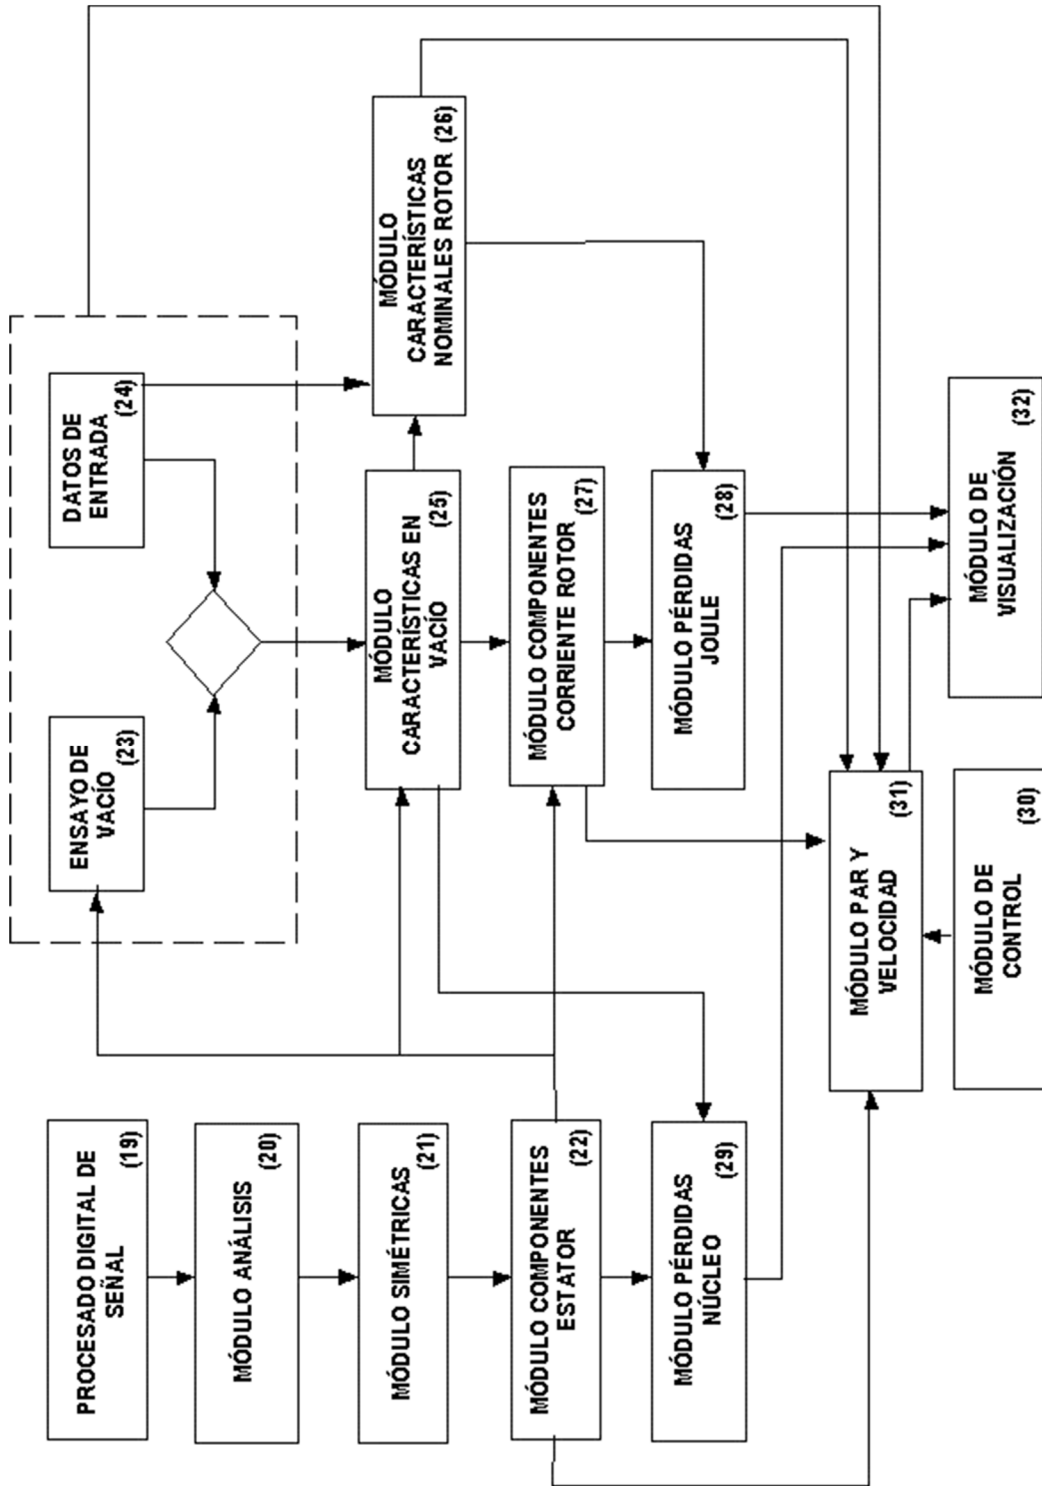 PROCESADO DIGITAL DE
SEÑAL
(19)
MÓDULO ANÁLISIS
(20)
MÓDULO SIMÉTRICAS
(21)
MÓDULO COMPONENTES
ESTATOR
(22)
ENSAYO DE
VACÍO
(23)
DATOS DE
ENTRADA
(24)
MÓDULO
CARACTERÍSTICAS EN
VACÍO
(25)
MÓDULO
CARACTERÍSTICAS
NOMINALES ROTOR (26)
MÓDULO COMPONENTES
CORRIENTE ROTOR
(27)
MÓDULO PÉRDIDAS
JOULE
(28)
MÓDULO PÉRDIDAS
NÚCLEO
(29)
MÓDULO DE
CONTROL
(30)
MÓDULO PAR Y
VELOCIDAD
(31)
MÓDULO DE
VISUALIZACIÓN
(32)